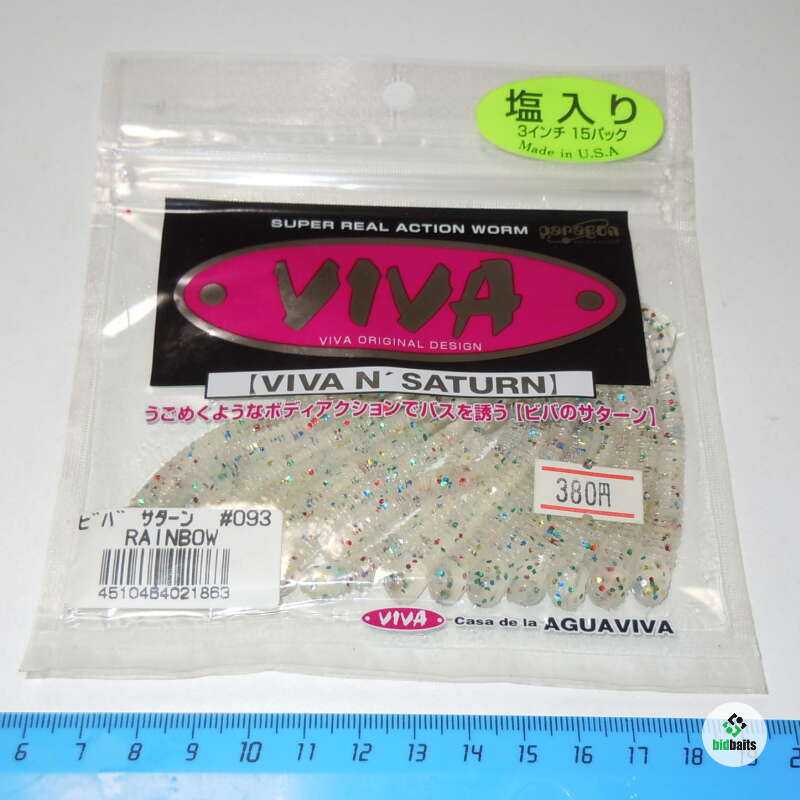 塩入り
3インチ 15パック
Made in U.S.A
SUPER REAL ACTION WORM
paragon
VIVA
VIVA ORIGINAL DESIGN
【VIVA N´SATURN】
うごめくようなボディアクションでバスを誘う【ビバのサターン】
380円
ビバ サターン #093
RAINBOW
4510464021863
VIVA Casa de la AGUAVIVA
6 7 8 9 10 11 12 13 14 15 16 17 18 19 2
bidbaits